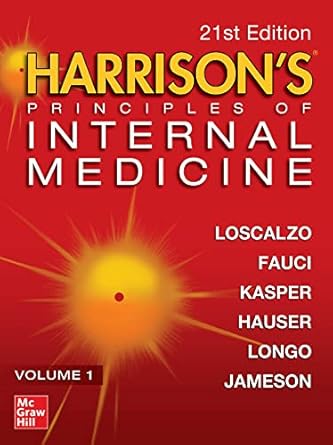 21st Edition
HARRISON'S®
PRINCIPLES OF
INTERNAL
MEDICINE
LOSCALZO
FAUCI
KASPER
HAUSER
LONGO
JAMESON
VOLUME 1
Mc
Graw
Hill